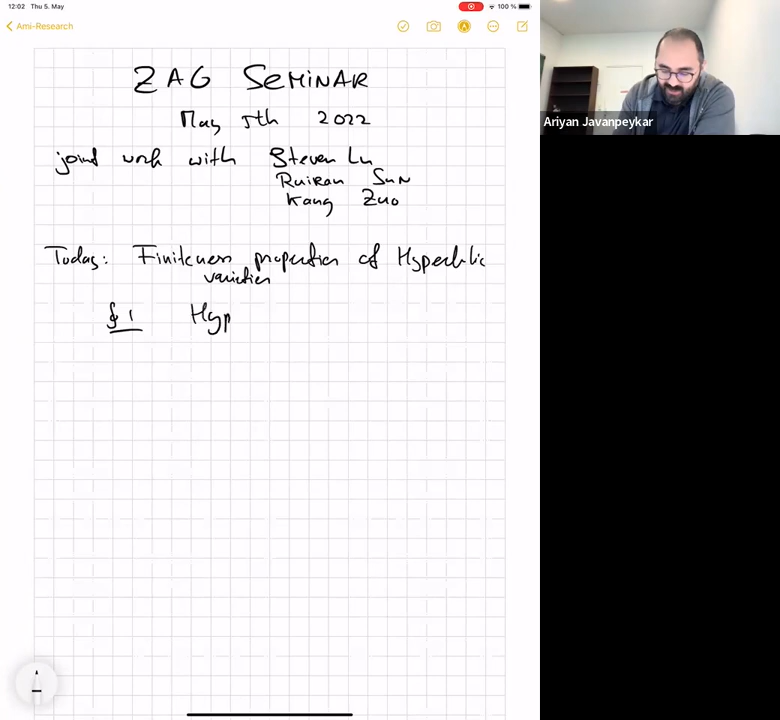 12:02 Thu 5. May
100 %
Ami-Research
ZAG SEMINAR
May 5th 2022
joint work with Steven Lu
Ruiran Sun
Kang Zuo
Today: Finiteness properties of Hyperbolic
varieties
§ 1 Hyp
Ariyan Javanpeykar